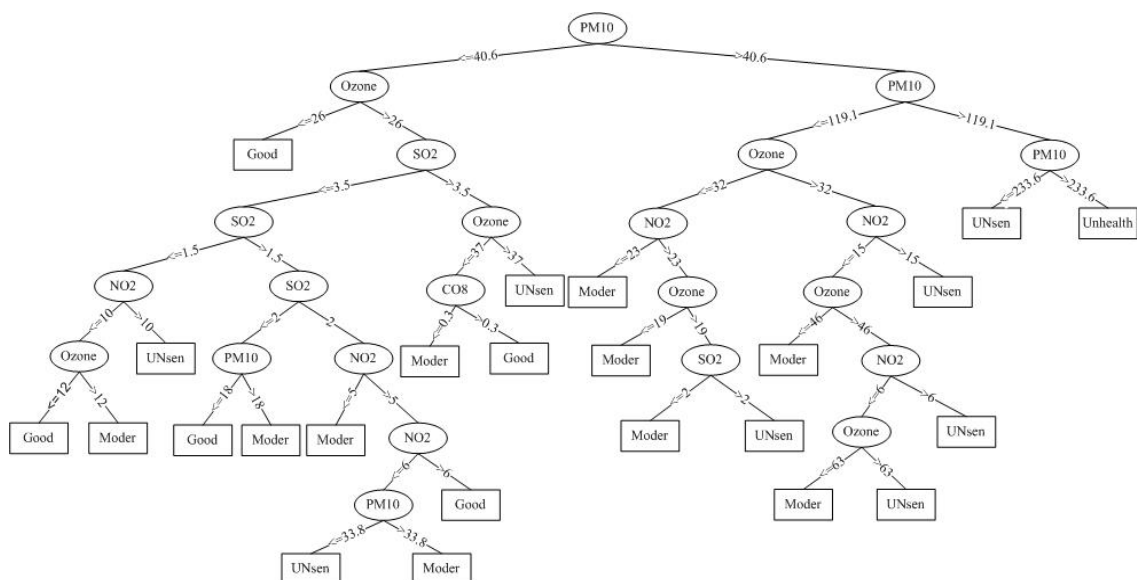 PM10
<=40.6 >40.6
Ozone PM10
<=26 >26 <=119.1 >119.1
Good SO2 Ozone PM10
<=3.5 >3.5 <=32 >32 <=233.6 >233.6
SO2 Ozone NO2 NO2 UNsen Unhealth
<=1.5 >1.5 <=37 >37 <=23 >23 <=15 >15
NO2 SO2 CO8 UNsen Moder Ozone Ozone UNsen
<=10 >10 <=2 >2 <=0.3 >0.3 <=19 >19 <=46 >46
Ozone UNsen PM10 NO2 Moder Good Moder SO2 Moder NO2
<=12 >12 <=18 >18 <=5 >5 <=2 >2 <=6 >6
Good Moder Good Moder Moder NO2 Moder UNsen Ozone UNsen
<=6 >6 <=63 >63
PM10 Good Moder UNsen
<=33.8 >33.8
UNsen Moder